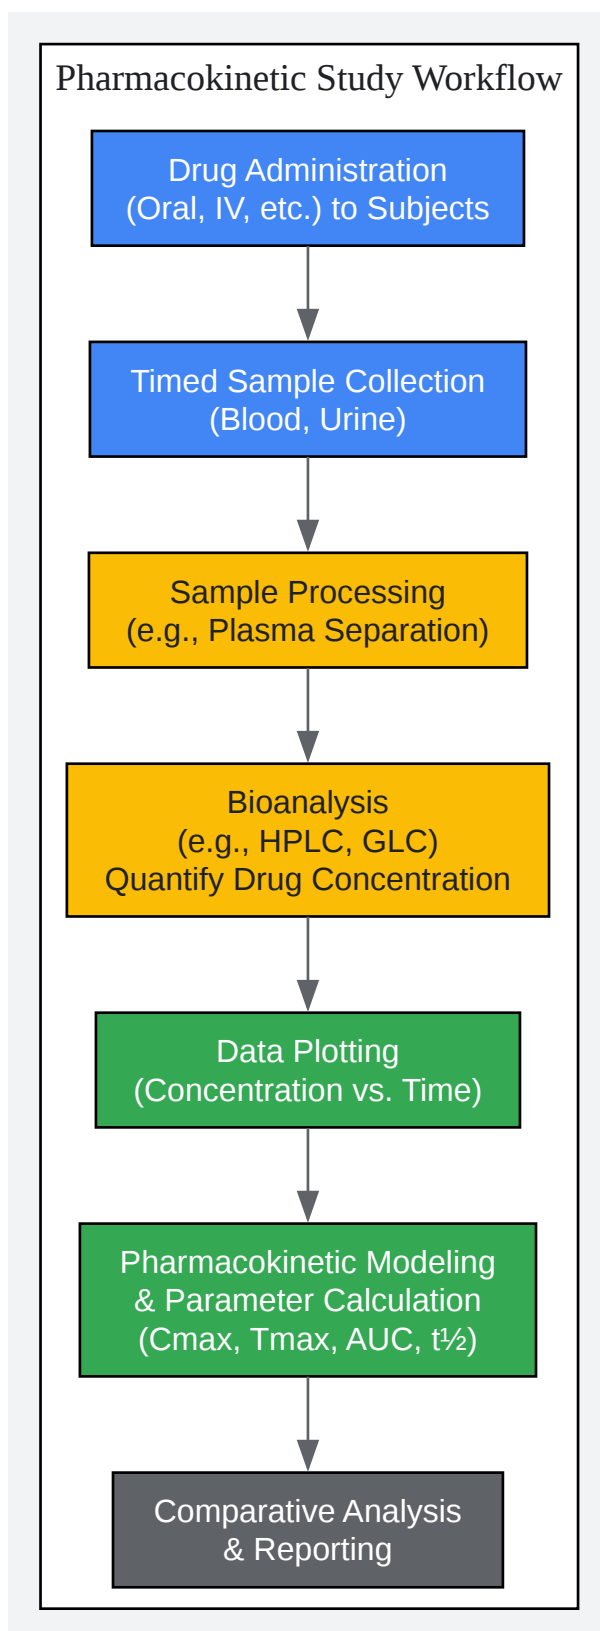 Pharmacokinetic Study Workflow
Drug Administration
(Oral, IV, etc.) to Subjects
Timed Sample Collection
(Blood, Urine)
Sample Processing
(e.g., Plasma Separation)
Bioanalysis
(e.g., HPLC, GLC)
Quantify Drug Concentration
Data Plotting
(Concentration vs. Time)
Pharmacokinetic Modeling
& Parameter Calculation
(Cmax, Tmax, AUC, t½)
Comparative Analysis
& Reporting